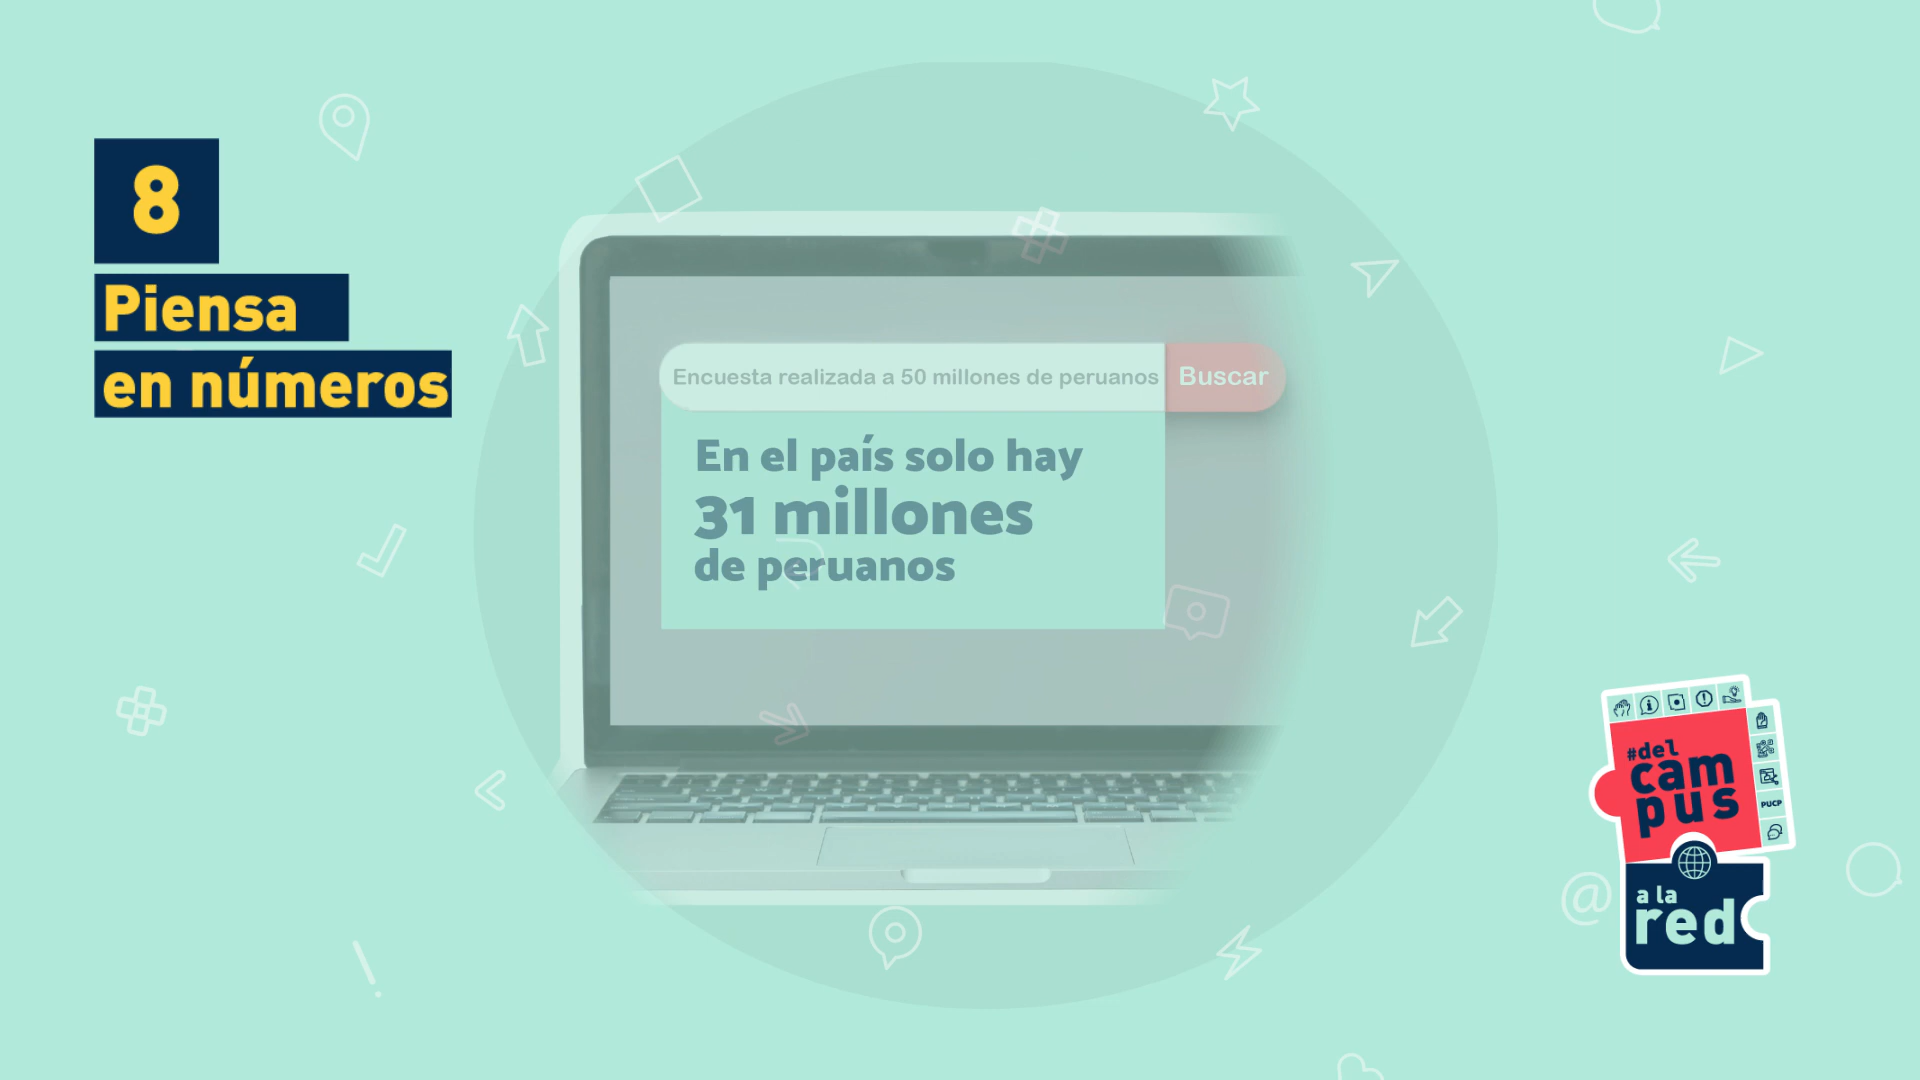 8
Piensa
en números
Encuesta realizada a 50 millones de peruanos
Buscar
En el país solo hay
31 millones
de peruanos
#del
cam
pus
PUCP
a la
red